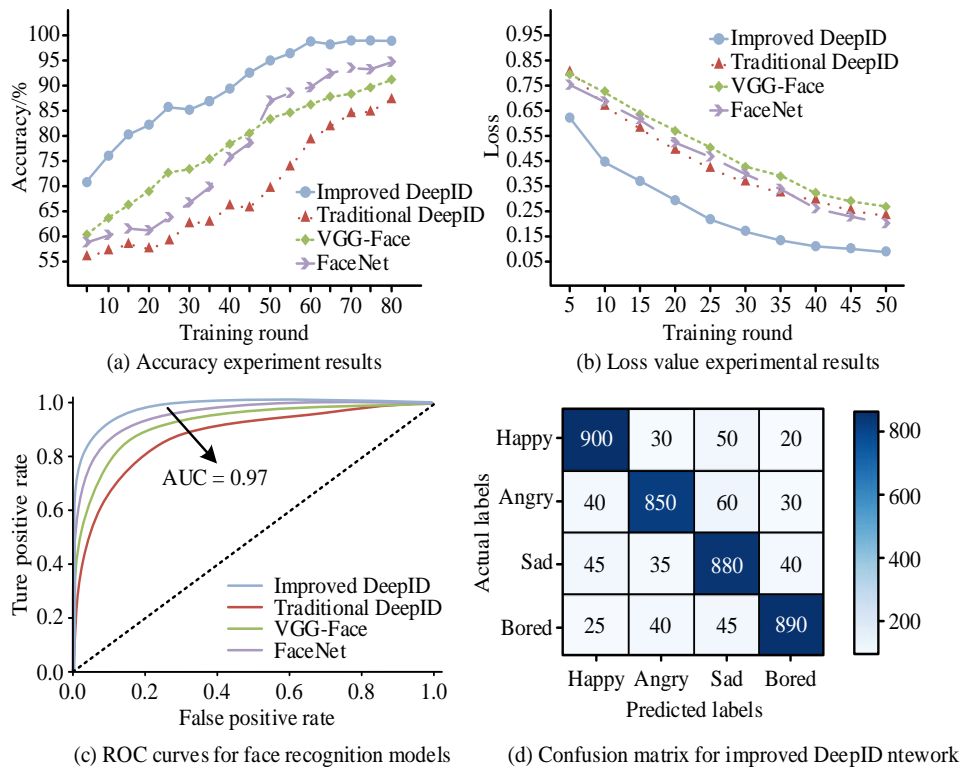 100
95
90
85
80
75
70
65
60
55
Accuracy/%
Improved DeepID
Traditional DeepID
VGG-Face
FaceNet
10 20 30 40 50 60 70 80
Training round
(a) Accuracy experiment results
0.95
0.85
0.75
0.65
0.55
0.45
0.35
0.25
0.15
0.05
Loss
Improved DeepID
Traditional DeepID
VGG-Face
FaceNet
5 10 15 20 25 30 35 40 45 50
Training round
(b) Loss value experimental results
1.0
0.8
0.6
0.4
0.2
0.0
Ture positive rate
AUC = 0.97
Improved DeepID
Traditional DeepID
VGG-Face
FaceNet
0.0 0.2 0.4 0.6 0.8 1.0
False positive rate
(c) ROC curves for face recognition models
Actual labels
Happy 900 30 50 20
Angry 40 850 60 30
Sad 45 35 880 40
Bored 25 40 45 890
Happy Angry Sad Bored
Predicted labels
800
600
400
200
(d) Confusion matrix for improved DeepID ntework